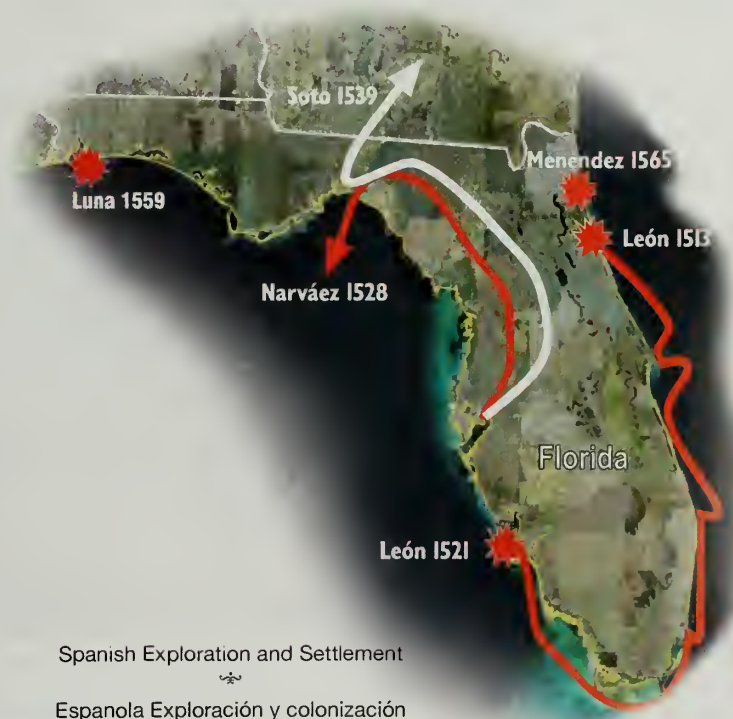 Soto 1539
Menendez 1565
Luna 1559
León 1513
Narváez 1528
Florida
León 1521
Spanish Exploration and Settlement
Espanola Exploración y colonización